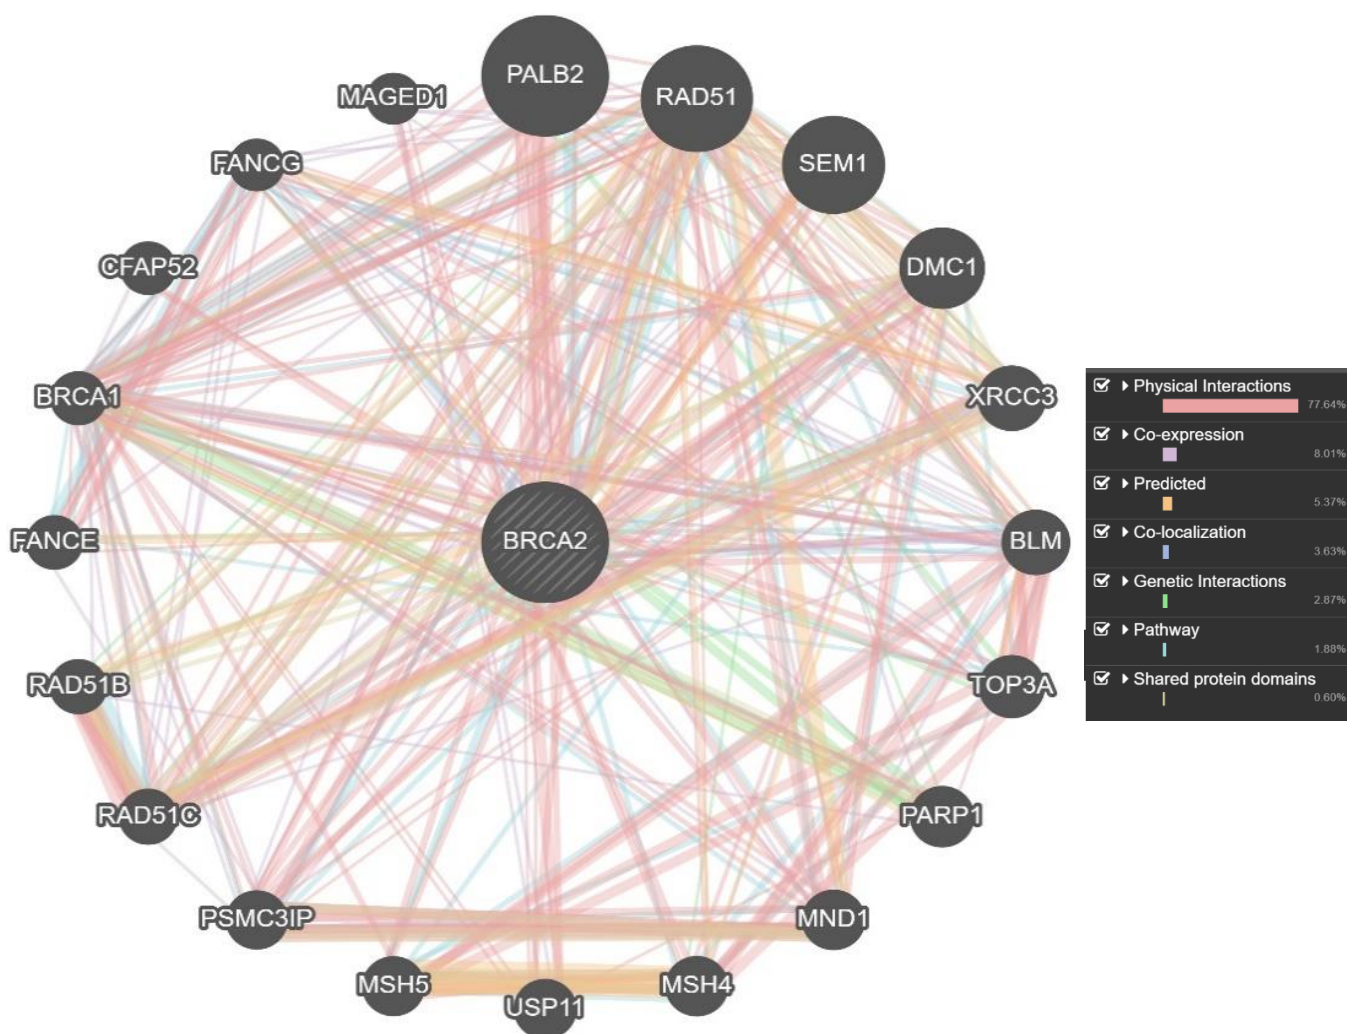 PALB2
RAD51
MAGED1
SEM1
FANCG
DMC1
CFAP52
XRCC3
BRCA1
BRCA2
FANCE
BLM
RAD51B
TOP3A
RAD51C
PARP1
PSMC3IP
MND1
MSH5
MSH4
USP11
Physical Interactions
77.64%
Co-expression
8.01%
Predicted
5.37%
Co-localization
3.63%
Genetic Interactions
2.87%
Pathway
1.88%
Shared protein domains
0.60%